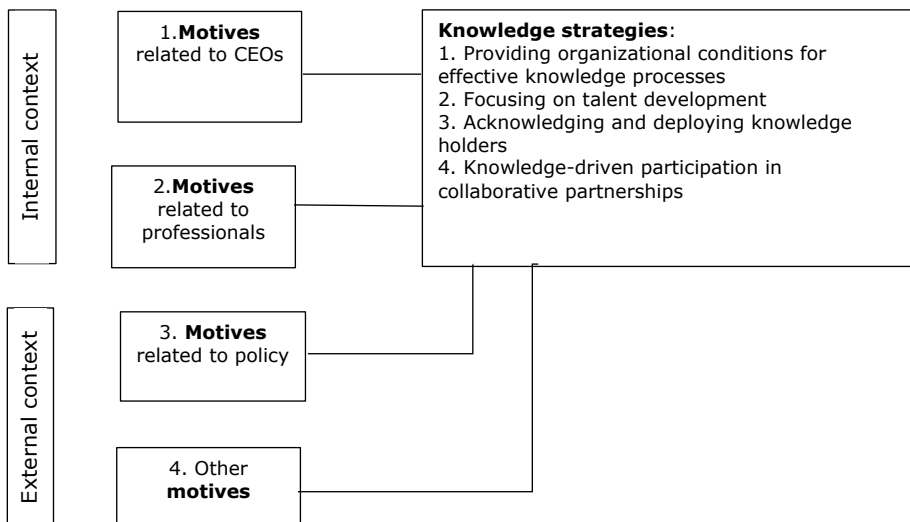 Internal context
1.Motives
related to CEOs
2.Motives
related to
professionals
Knowledge strategies:
1. Providing organizational conditions for
effective knowledge processes
2. Focusing on talent development
3. Acknowledging and deploying knowledge
holders
4. Knowledge-driven participation in
collaborative partnerships
External context
3. Motives
related to policy
4. Other
motives